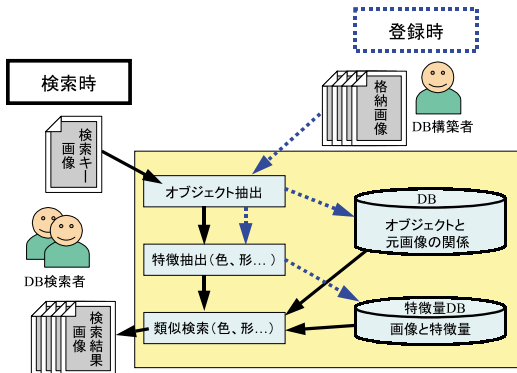 登録時
検索時
格納画像
DB構築者
検索キー
画像
オブジェクト抽出
DB
オブジェクトと
元画像の関係
DB検索者
特徴抽出(色、形…)
特徴量DB
画像と特徴量
類似検索(色、形…)
検索結果
画像